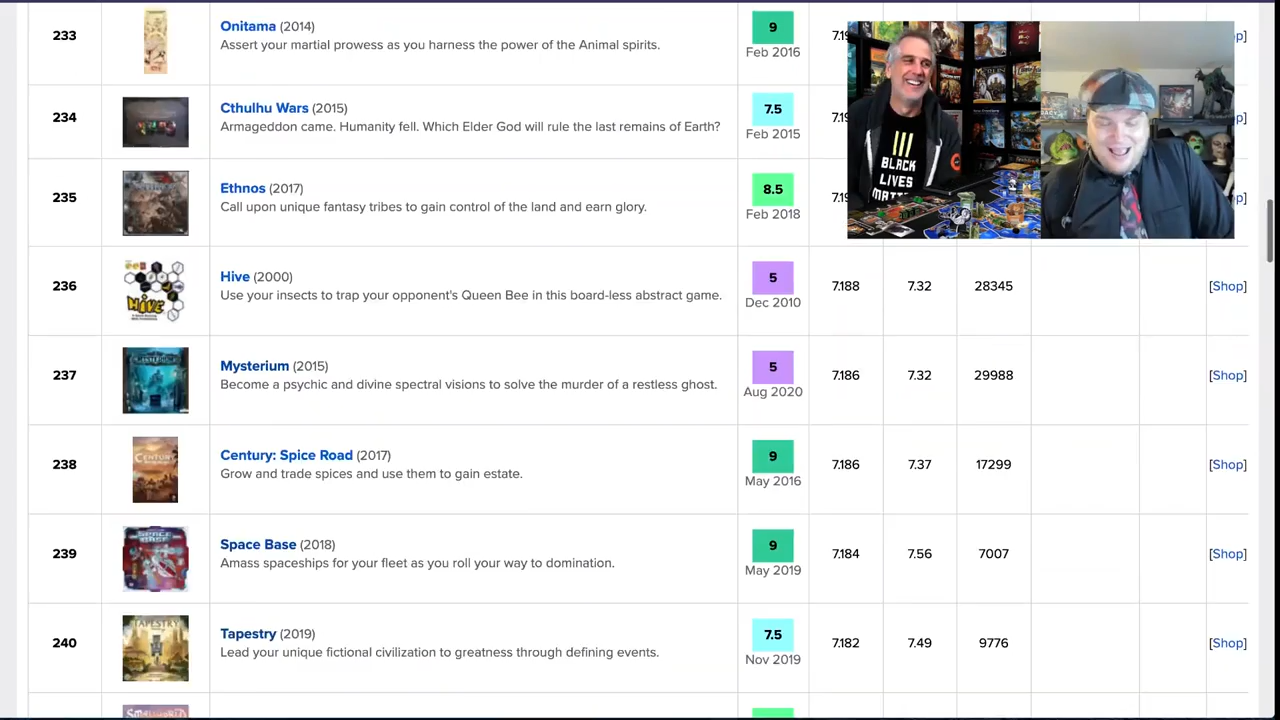 233
Onitama (2014)
Assert your martial prowess as you harness the power of the Animal spirits.
9
Feb 2016
234
Cthulhu Wars (2015)
Armageddon came. Humanity fell. Which Elder God will rule the last remains of Earth?
7.5
Feb 2015
235
Ethnos (2017)
Call upon unique fantasy tribes to gain control of the land and earn glory.
8.5
Feb 2018
BLACK
LIVES
236
Hive (2000)
Use your insects to trap your opponent's Queen Bee in this board-less abstract game.
5
Dec 2010
7.188 7.32 28345 [Shop]
HIVE
237
Mysterium (2015)
Become a psychic and divine spectral visions to solve the murder of a restless ghost.
5
Aug 2020
7.186 7.32 29988 [Shop]
238
Century: Spice Road (2017)
Grow and trade spices and use them to gain estate.
9
May 2016
7.186 7.37 17299 [Shop]
CENTURY
239
Space Base (2018)
Amass spaceships for your fleet as you roll your way to domination.
9
May 2019
7.184 7.56 7007 [Shop]
SPACE
BASE
240
Tapestry (2019)
Lead your unique fictional civilization to greatness through defining events.
7.5
Nov 2019
7.182 7.49 9776 [Shop]
TAPESTRY